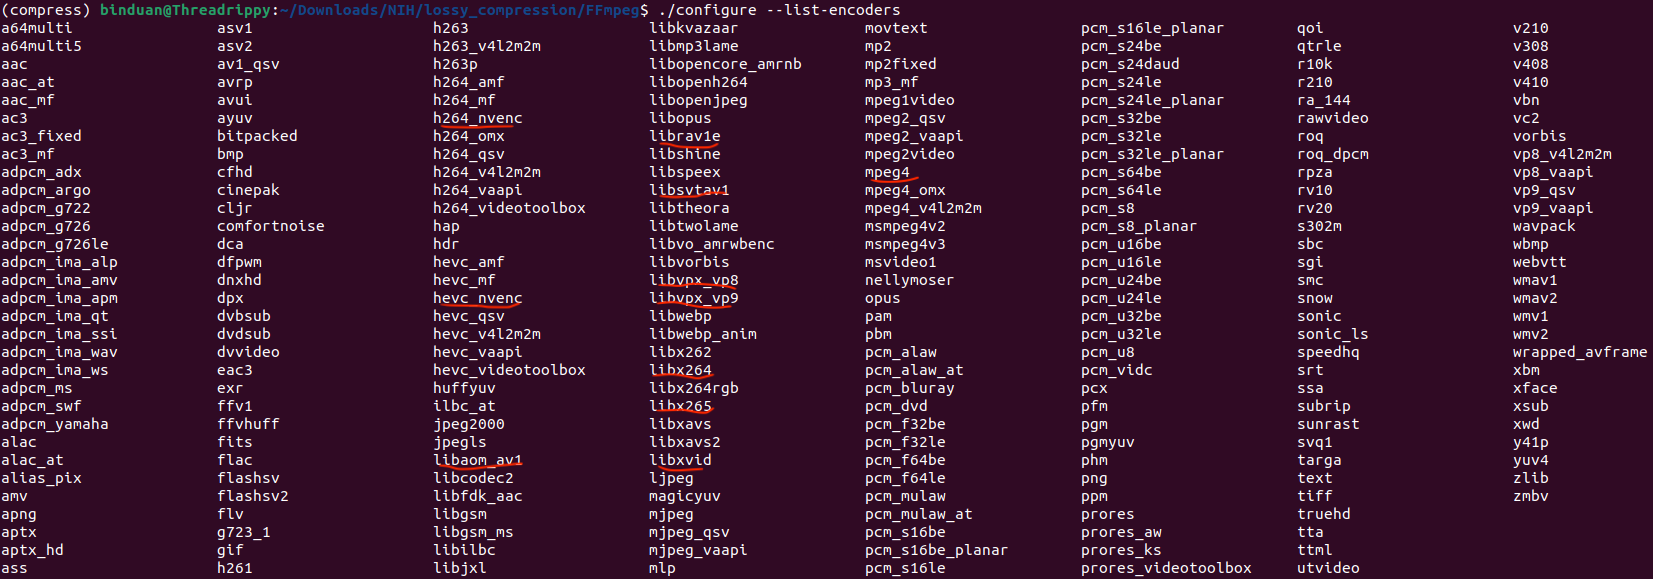 (compress) binduan@Threadrippy:~/Downloads/NIH/lossy_compression/FFmpeg$ ./configure --list-encoders
a64multi asv1 h263 libkvazaar movtext pcm_s16le_planar qoi v210
a64multi5 asv2 h263_v4l2m2m libmp3lame mp2 pcm_s24be qtrle v308
aac av1_qsv h263p libopencore_amrnb mp2fixed pcm_s24daud r10k v408
aac_at avrp h264_amf libopenh264 mp3_mf pcm_s24le r210 v410
aac_mf avui h264_mf libopenjpeg mpeg1video pcm_s24le_planar ra_144 vbn
ac3 ayuv h264_nvenc libopus mpeg2_qsv pcm_s32be rawvideo vc2
ac3_fixed bitpacked h264_omx librav1e mpeg2_vaapi pcm_s32le roq vorbis
ac3_mf bmp h264_qsv libshine mpeg2video pcm_s32le_planar roq_dpcm vp8_v4l2m2m
adpcm_adx cfhd h264_v4l2m2m libspeex mpeg4 pcm_s64be rpza vp8_vaapi
adpcm_argo cinepak h264_vaapi libsvtav1 mpeg4_omx pcm_s64le rv10 vp9_qsv
adpcm_g722 cljr h264_videotoolbox libtheora mpeg4_v4l2m2m pcm_s8 rv20 vp9_vaapi
adpcm_g726 comfortnoise hap libtwolame msmpeg4v2 pcm_s8_planar s302m wavpack
adpcm_g726le dca hdr libvo_amrwbenc msmpeg4v3 pcm_u16be sbc wbmp
adpcm_ima_alp dfpwm hevc_amf libvorbis msvideo1 pcm_u16le sgi webvtt
adpcm_ima_amv dnxhd hevc_mf libvpx_vp8 nellymoser pcm_u24be smc wmav1
adpcm_ima_apm dpx hevc_nvenc libvpx_vp9 opus pcm_u24le snow wmav2
adpcm_ima_qt dvbsub hevc_qsv libwebp pam pcm_u32be sonic wmv1
adpcm_ima_ssi dvdsub hevc_v4l2m2m libwebp_anim pbm pcm_u32le sonic_ls wmv2
adpcm_ima_wav dvvideo hevc_vaapi libx262 pcm_alaw pcm_u8 speedhq wrapped_avframe
adpcm_ima_ws eac3 hevc_videotoolbox libx264 pcm_alaw_at pcm_vidc srt xbm
adpcm_ms exr huffyuv libx264rgb pcm_bluray pcx ssa xface
adpcm_swf ffv1 ilbc_at libx265 pcm_dvd pfm subrip xsub
adpcm_yamaha ffvhuff jpeg2000 libxavs pcm_f32be pgm sunrast xwd
alac fits jpegls libxavs2 pcm_f32le pgmyuv svq1 y41p
alac_at flac libaom_av1 libxvid pcm_f64be phm targa yuv4
alias_pix flashsv libcodec2 ljpeg pcm_f64le png text zlib
amv flashsv2 libfdk_aac magicyuv pcm_mulaw ppm tiff zmbv
apng flv libgsm mjpeg pcm_mulaw_at prores truehd
aptx g723_1 libgsm_ms mjpeg_qsv pcm_s16be prores_aw tta
aptx_hd gif libilbc mjpeg_vaapi pcm_s16be_planar prores_ks ttml
ass h261 libjxl mlp pcm_s16le prores_videotoolbox utvideo